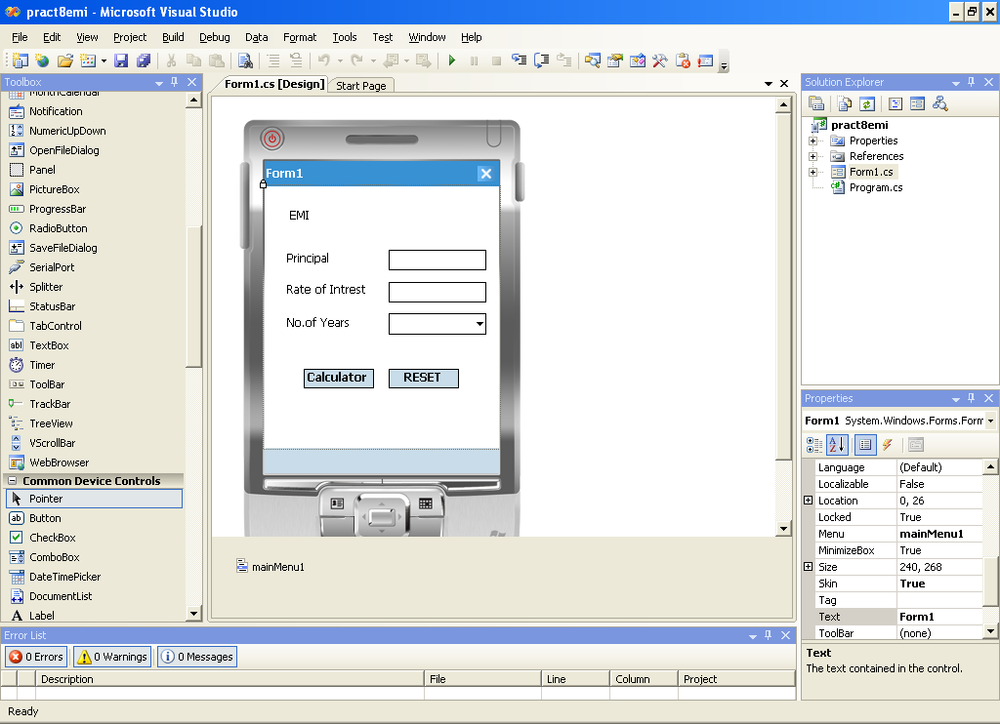 pract8emi - Microsoft Visual Studio
File Edit View Project Build Debug Data Format Tools Test Window Help
Toolbox
MonthCalendar
Notification
NumericUpDown
OpenFileDialog
Panel
PictureBox
ProgressBar
RadioButton
SaveFileDialog
SerialPort
Splitter
StatusBar
TabControl
TextBox
Timer
ToolBar
TrackBar
TreeView
VScrollBar
WebBrowser
Common Device Controls
Pointer
Button
CheckBox
ComboBox
DateTimePicker
DocumentList
Label
Form1.cs [Design] Start Page
Form1
EMI
Principal
Rate of Intrest
No.of Years
Calculator RESET
mainMenu1
Solution Explorer
pract8emi
Properties
References
Form1.cs
Program.cs
Properties
Form1 System.Windows.Forms.Form
Language (Default)
Localizable False
Location 0, 26
Locked True
Menu mainMenu1
MinimizeBox True
Size 240, 268
Skin True
Tag
Text Form1
ToolBar (none)
Text
The text contained in the control.
Error List
0 Errors 0 Warnings 0 Messages
Description File Line Column Project
Ready